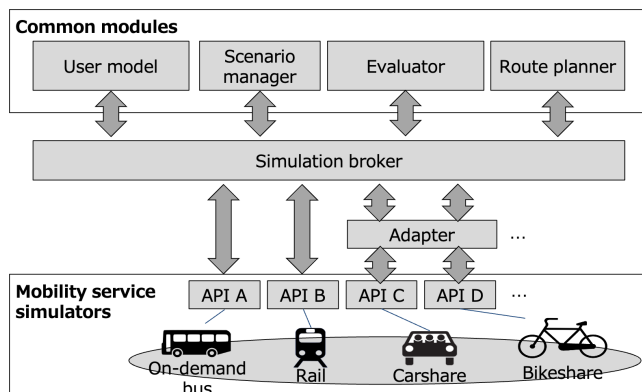 Common modules
User model
Scenario
manager
Evaluator
Route planner
Simulation broker
Adapter
...
Mobility service
simulators
API A
API B
API C
API D
...
On-demand
bus
Rail
Carshare
Bikeshare